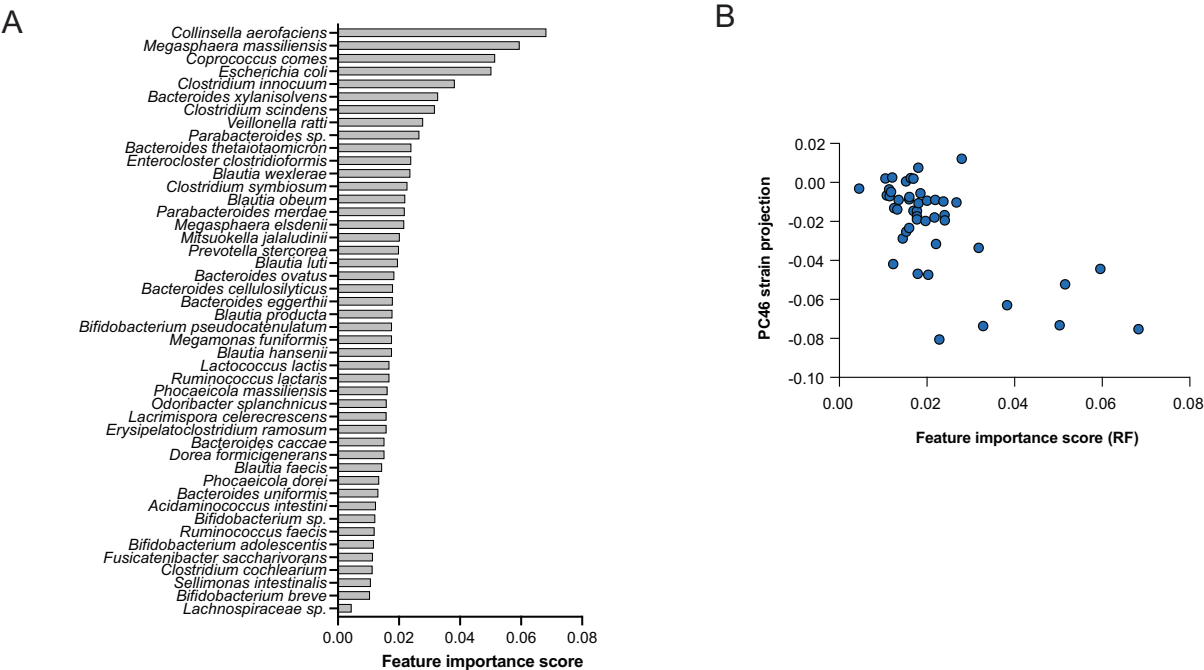 A
Collinsella aerofaciens
Megasphaera massiliensis
Coprococcus comes
Escherichia coli
Clostridium innocuum
Bacteroides xylanisolvens
Clostridium scindens
Veillonella ratti
Parabacteroides sp.
Bacteroides thetaiotaomicron
Enterocloster clostridioformis
Blautia wexlerae
Clostridium symbiosum
Blautia obeum
Parabacteroides merdae
Megasphaera elsdenii
Mitsuokella jalaludinii
Prevotella stercorea
Blautia luti
Bacteroides ovatus
Bacteroides cellulosilyticus
Bacteroides eggerthii
Blautia producta
Bifidobacterium pseudocatenulatum
Megamonas funiformis
Blautia hansenii
Lactococcus lactis
Ruminococcus lactaris
Phocaeicola massiliensis
Odoribacter splanchnicus
Lacrimispora celerecrescens
Erysipelatoclostridium ramosum
Bacteroides caccae
Dorea formicigenerans
Blautia faecis
Phocaeicola dorei
Bacteroides uniformis
Acidaminococcus intestini
Bifidobacterium sp.
Ruminococcus faecis
Bifidobacterium adolescentis
Fusicatenibacter saccharivorans
Clostridium cochlearium
Sellimonas intestinalis
Bifidobacterium breve
Lachnospiraceae sp.
0.00 0.02 0.04 0.06 0.08
Feature importance score
B
PC46 strain projection
0.02
0.00
-0.02
-0.04
-0.06
-0.08
-0.10
0.00 0.02 0.04 0.06 0.08
Feature importance score (RF)